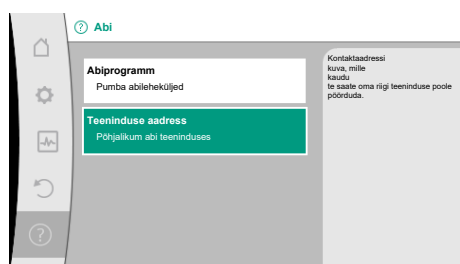 Abi
Abiprogramm
Pumba abileheküljed
Teeninduse aadress
Põhjalikum abi teeninduses
Kontaktaadressi
kuva, mille
kaudu
te saate oma riigi teeninduse poole
pöörduda.